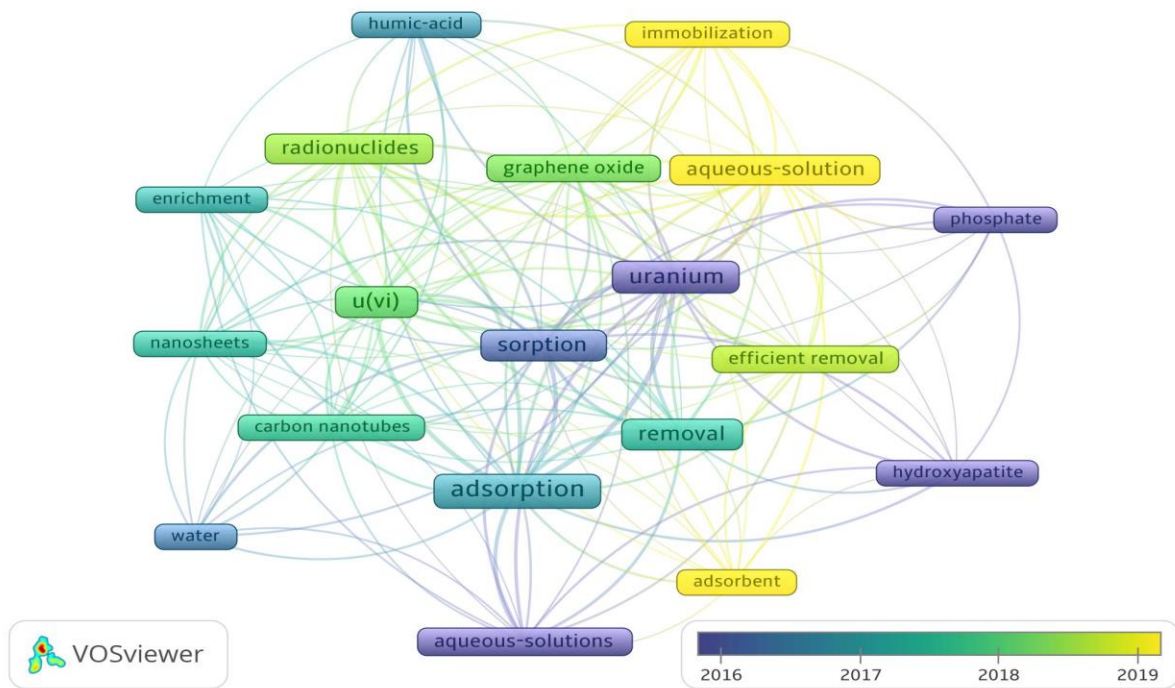 humic-acid
immobilization
radionuclides
graphene oxide
aqueous-solution
enrichment
phosphate
uranium
u(vi)
nanosheets
sorption
efficient removal
carbon nanotubes
removal
hydroxyapatite
adsorption
water
adsorbent
aqueous-solutions
VOSviewer
2016 2017 2018 2019